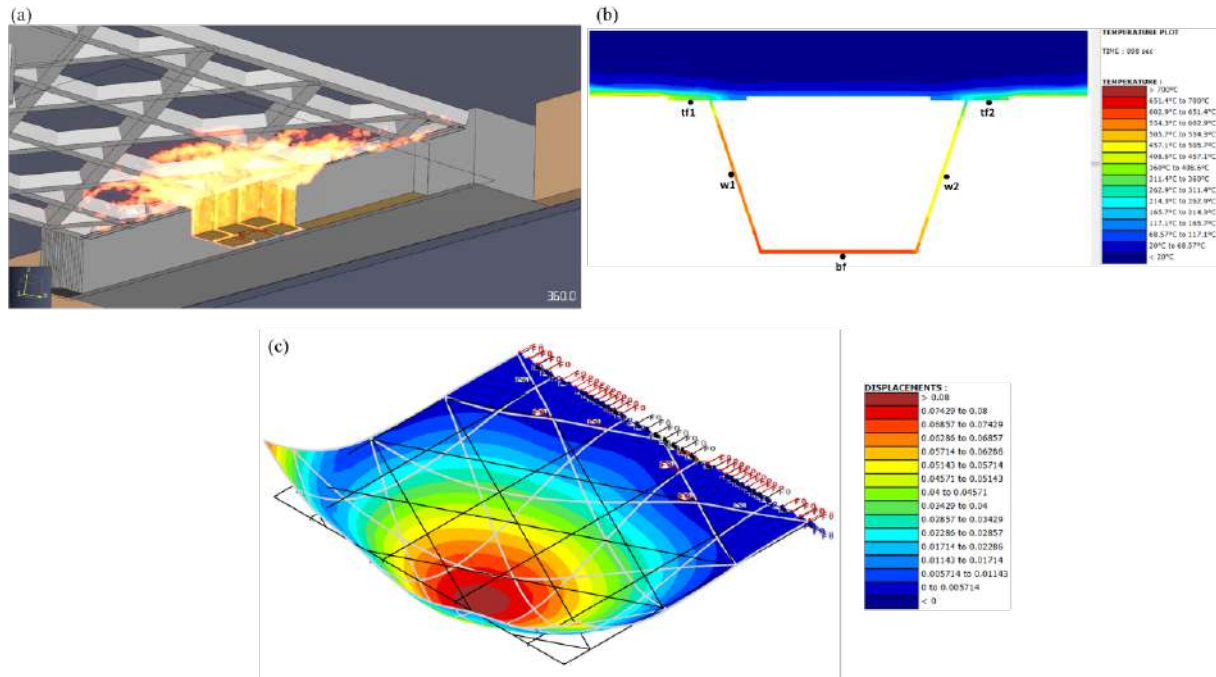 (a)
360.0
(b)
tf1
tf2
w1
w2
bf
TEMPERATURE PLOT
TEMPERATURE :
> 700°C
651.4°C to 700°C
602.9°C to 651.4°C
554.3°C to 602.9°C
505.7°C to 554.3°C
457.1°C to 505.7°C
408.6°C to 457.1°C
311.4°C to 360°C
262.9°C to 311.4°C
214.3°C to 262.9°C
165.7°C to 214.3°C
117.1°C to 165.7°C
68.57°C to 117.1°C
20°C to 68.57°C
< 20°C
(c)
DISPLACEMENTS :
> 0.08
0.07429 to 0.08
0.06857 to 0.07429
0.06286 to 0.06857
0.05714 to 0.06286
0.05143 to 0.05714
0.04571 to 0.05143
0.04 to 0.04571
0.03429 to 0.04
0.02857 to 0.03429
0.02286 to 0.02857
0.01714 to 0.02286
0.01143 to 0.01714
0.005714 to 0.01143
0 to 0.005714
< 0